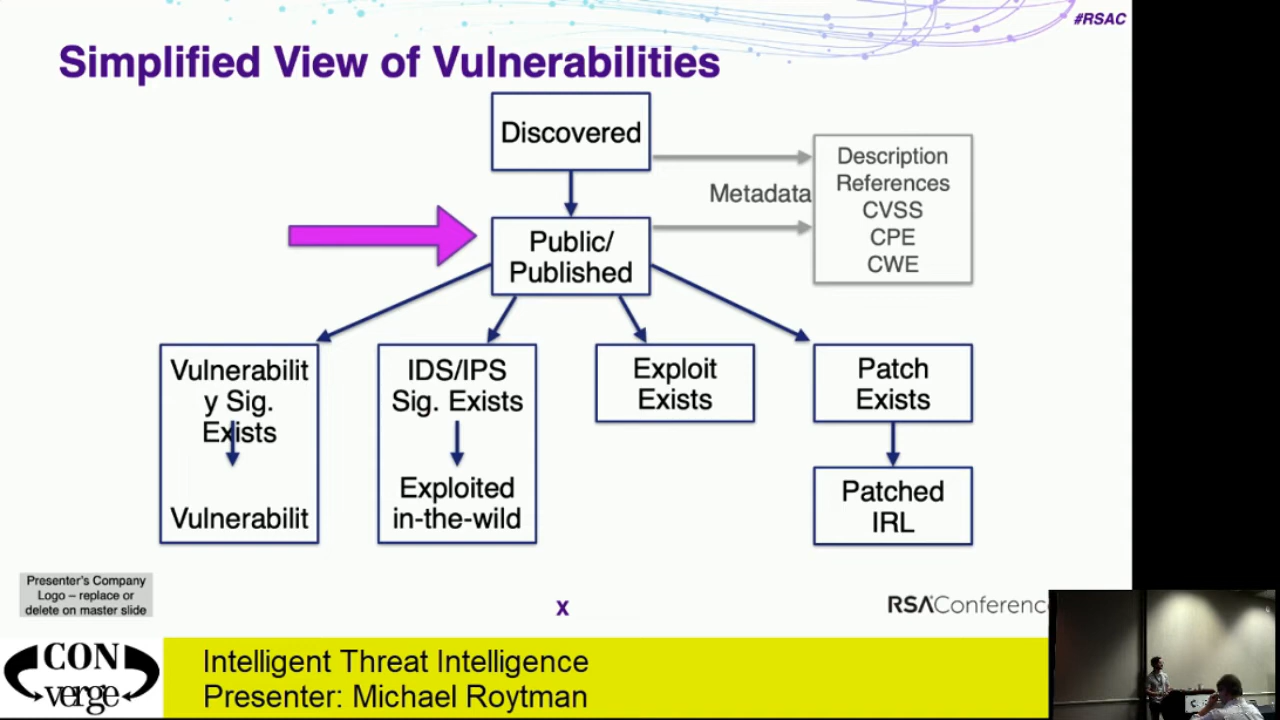 #RSAC
Simplified View of Vulnerabilities
Discovered
Metadata
Description
References
CVSS
CPE
CWE
Public/
Published
Vulnerabilit
y Sig.
Exists
Vulnerabilit
IDS/IPS
Sig. Exists
Exploited
in-the-wild
Exploit
Exists
Patch
Exists
Patched
IRL
Presenter's Company
Logo – replace or
delete on master slide
X
RSAConference
CON
verge
Intelligent Threat Intelligence
Presenter: Michael Roytman